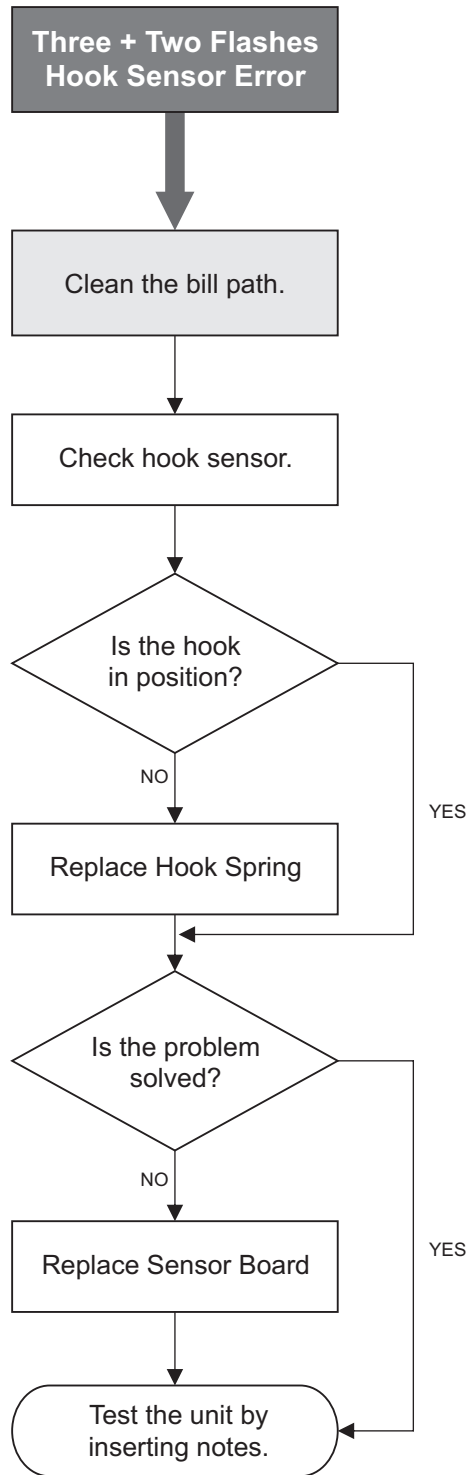 Three + Two Flashes
Hook Sensor Error
Clean the bill path.
Check hook sensor.
Is the hook
in position?
NO
YES
Replace Hook Spring
Is the problem
solved?
NO
YES
Replace Sensor Board
Test the unit by
inserting notes.